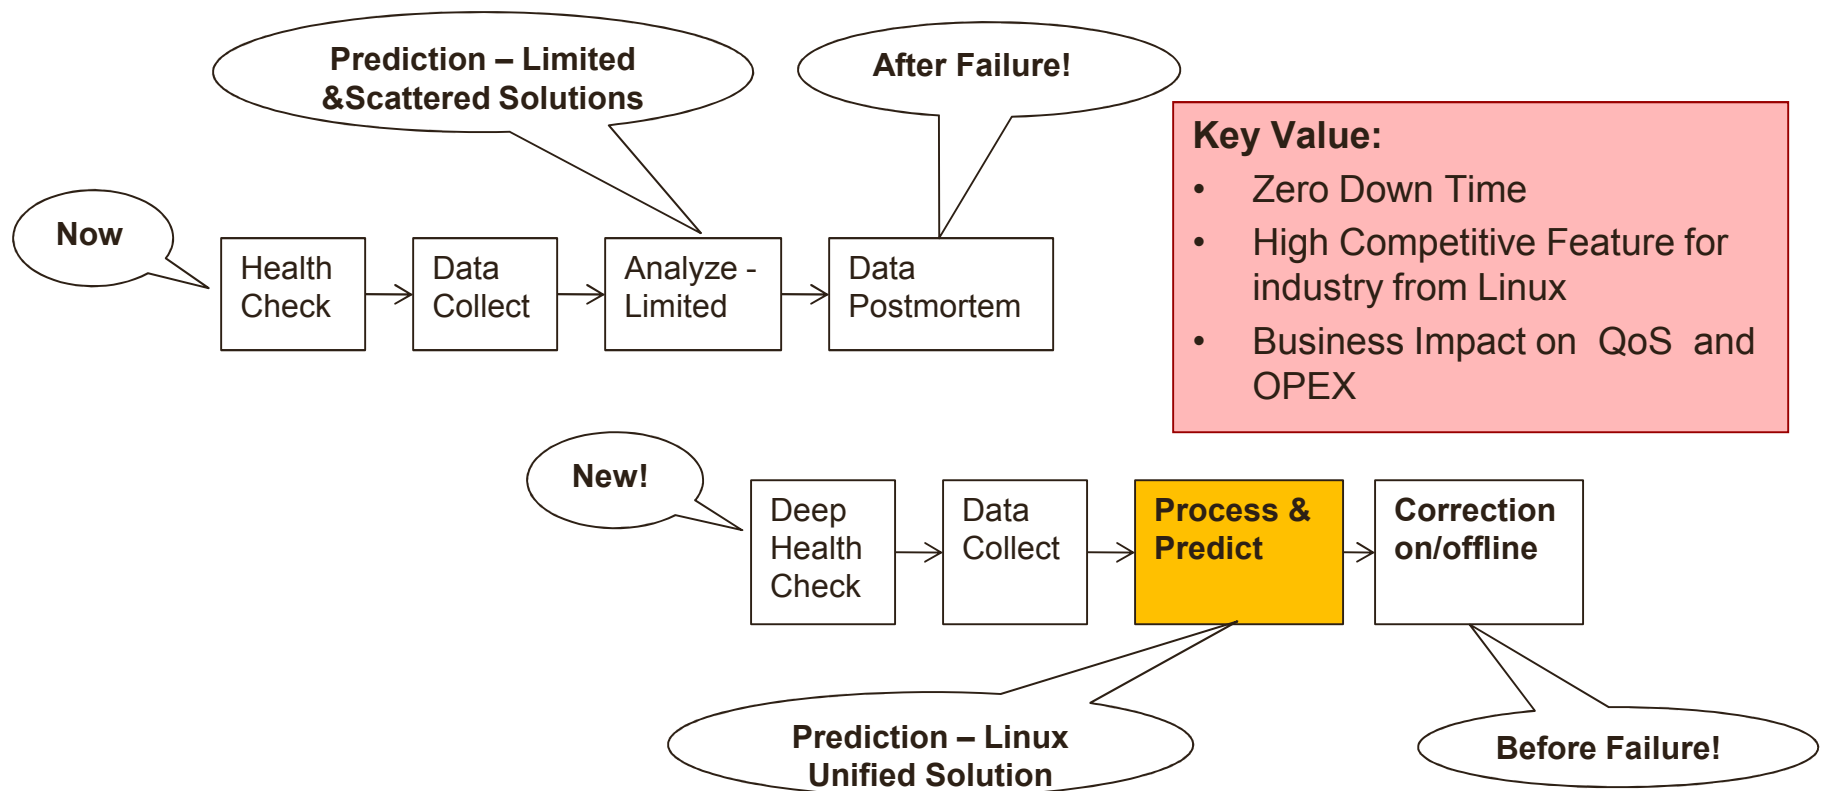 Prediction – Limited
&Scattered Solutions
After Failure!
Now
Health
Check
Data
Collect
Analyze -
Limited
Data
Postmortem
Key Value:
• Zero Down Time
• High Competitive Feature for
industry from Linux
• Business Impact on QoS and
OPEX
New!
Deep
Health
Check
Data
Collect
Process &
Predict
Correction
on/offline
Prediction – Linux
Unified Solution
Before Failure!